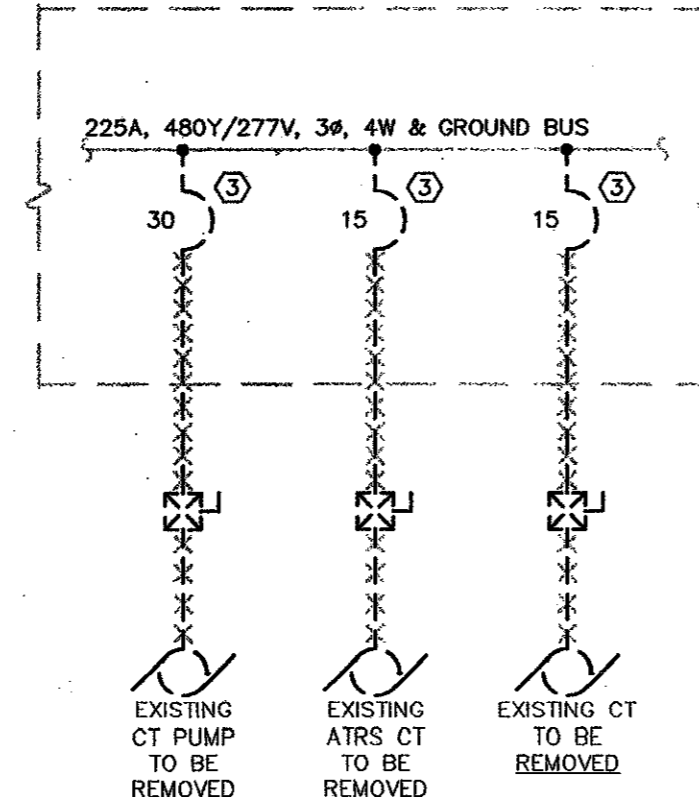 225A, 480Y/277V, 3ø, 4W & GROUND BUS
30 3
15 3
15 3
EXISTING
CT PUMP
TO BE
REMOVED
EXISTING
ATRS CT
TO BE
REMOVED
EXISTING CT
TO BE
REMOVED